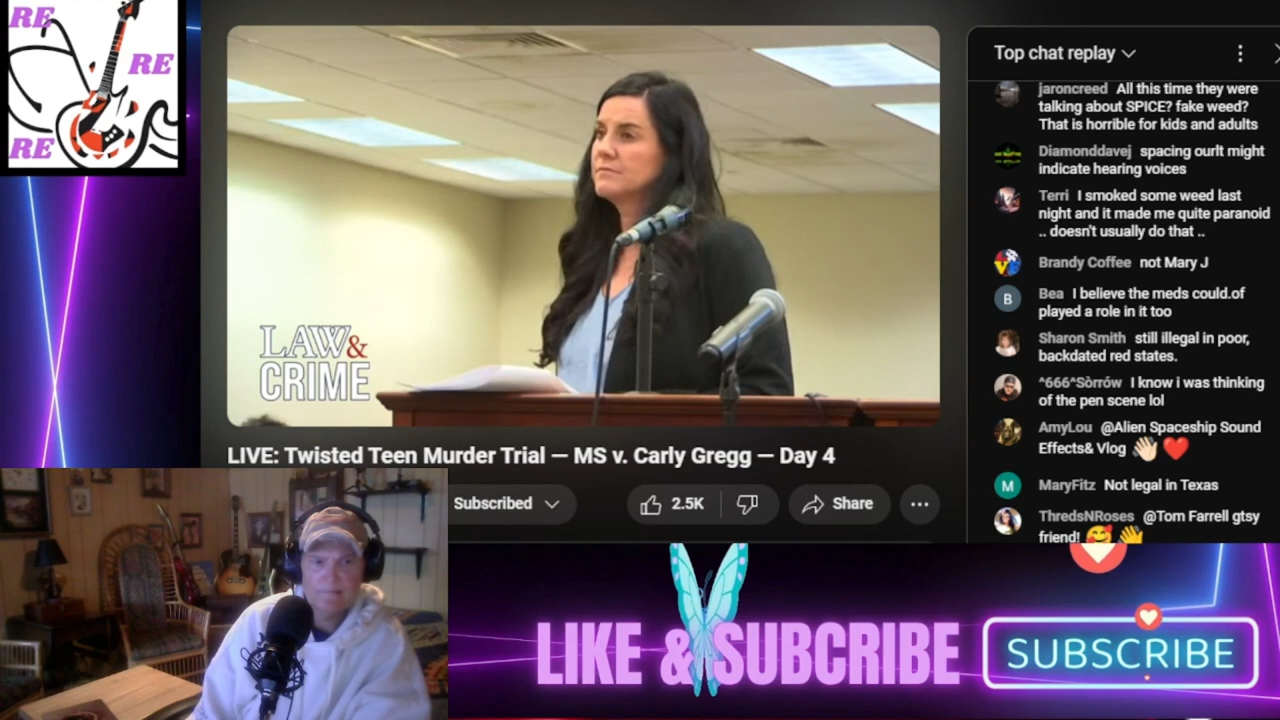 RE
RE
RE
LAW&
CRIME
LIVE: Twisted Teen Murder Trial — MS v. Carly Gregg — Day 4
Subscribed
2.5K
Share
Top chat replay
jaroncreed All this time they were
talking about SPICE? fake weed?
That is horrible for kids and adults
Diamonddavej spacing ourlt might
indicate hearing voices
Terri I smoked some weed last
night and it made me quite paranoid
.. doesn't usually do that ..
Brandy Coffee not Mary J
B
Bea I believe the meds could.of
played a role in it too
Sharon Smith still illegal in poor,
backdated red states.
^666^Sòrrów I know i was thinking
of the pen scene lol
AmyLou @Alien Spaceship Sound
Effects& Vlog 👋🏻❤️
M
MaryFitz Not legal in Texas
ThredsNRoses @Tom Farrell gtsy
friend! 🥰👋
LIKE & SUBCRIBE
SUBSCRIBE